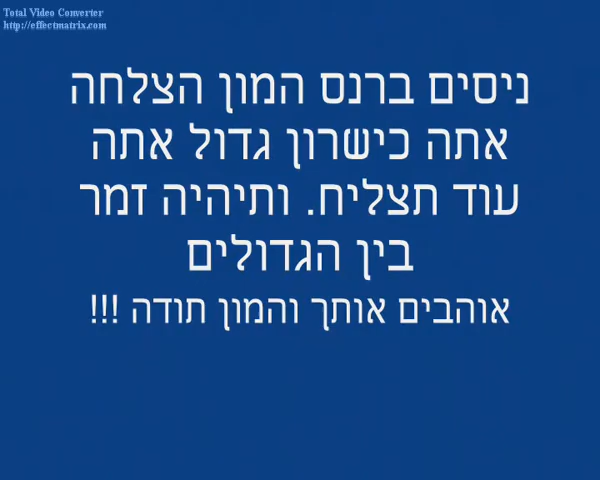 Total Video Converter
http://effectmatrix.com
ניסים ברנס המון הצלחה
אתה כישרון גדול אתה
עוד תצליח. ותיהיה זמר
בין הגדולים
אוהבים אותך והמון תודה !!!